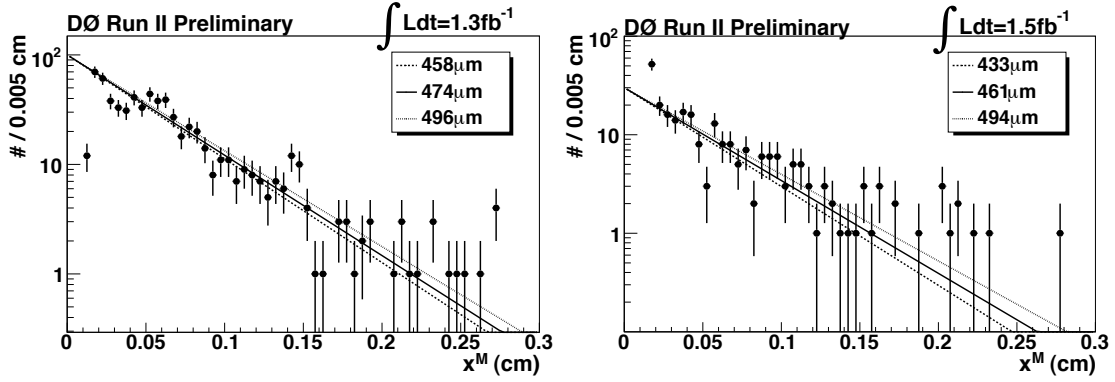 DØ Run II Preliminary
∫ Ldt=1.3fb⁻¹
# / 0.005 cm
10²
10
1
458μm
474μm
496μm
0 0.05 0.1 0.15 0.2 0.25 0.3
xᴹ (cm)
DØ Run II Preliminary
∫ Ldt=1.5fb⁻¹
# / 0.005 cm
10²
10
1
433μm
461μm
494μm
0 0.05 0.1 0.15 0.2 0.25 0.3
xᴹ (cm)